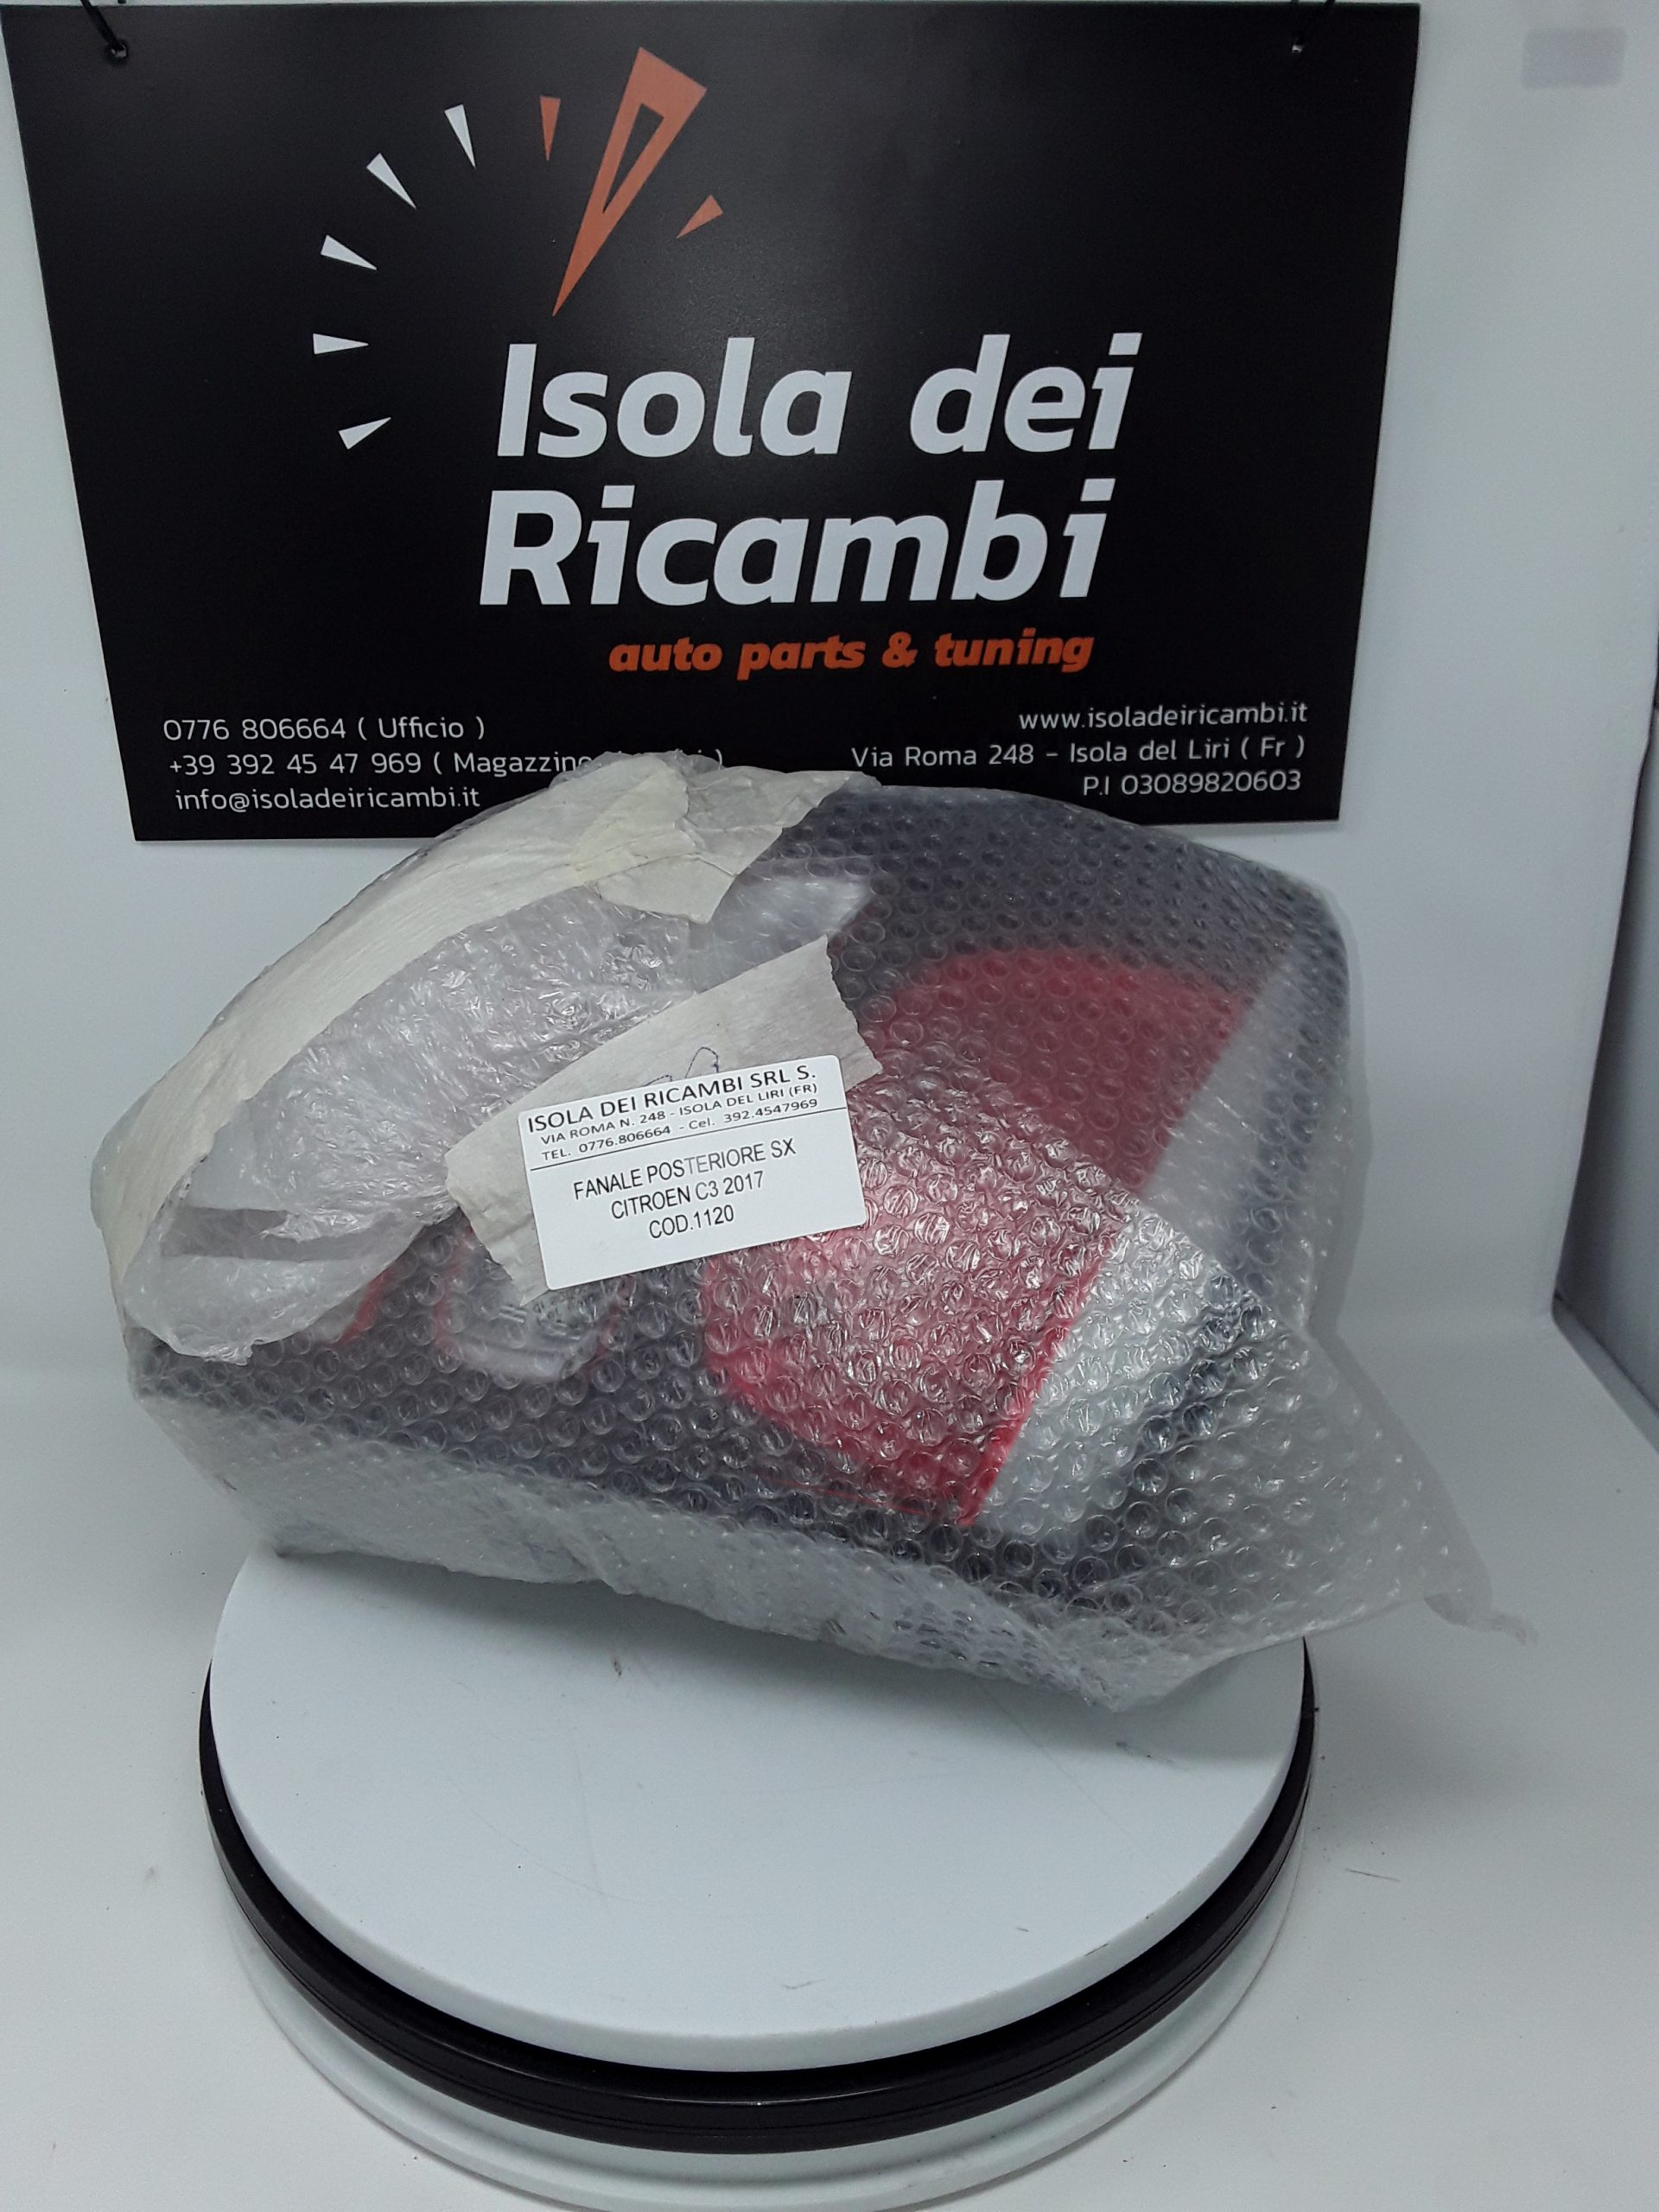 Isola dei
Ricambi
auto parts & tuning
0776 806664 ( Ufficio )
+39 392 45 47 969 ( Magazzino
info@isoladeiricambi.it
www.isoladeiricambi.it
Via Roma 248 - Isola del Liri ( Fr )
P.I 03089820603
ISOLA DEI RICAMBI SRL S.
VIA ROMA N. 248 - ISOLA DEL LIRI (FR)
TEL. 0776.806664 - Cel. 392.4547969
FANALE POSTERIORE SX
CITROEN C3 2017
COD.1120